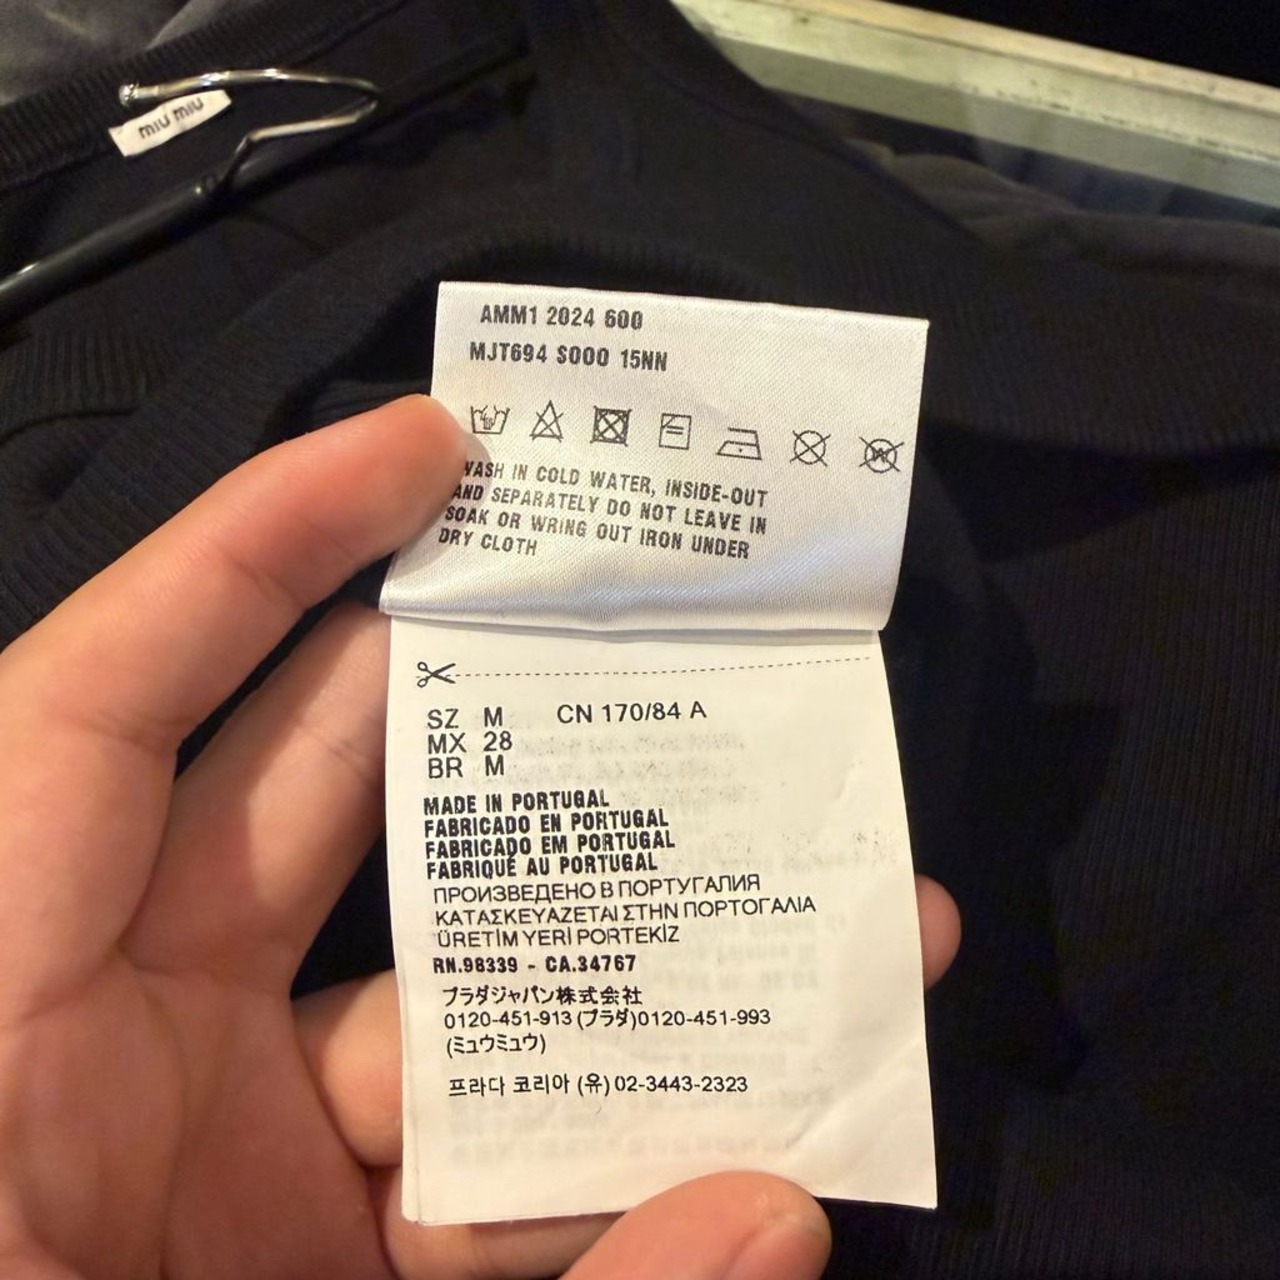 miu miu
AMM1 2024 600
MJT694 S000 15NN
WASH IN COLD WATER, INSIDE-OUT
AND SEPARATELY DO NOT LEAVE IN
SOAK OR WRING OUT IRON UNDER
DRY CLOTH
SZ M CN 170/84 A
MX 28
BR M
MADE IN PORTUGAL
FABRICADO EN PORTUGAL
FABRICADO EM PORTUGAL
FABRIQUÉ AU PORTUGAL
ПРОИЗВЕДЕНО В ПОРТУГАЛИЯ
ΚΑΤΑΣΚΕΥΑΖΕΤΑΙ ΣΤΗΝ ΠΟΡΤΟΓΑΛΙΑ
ÜRETİM YERİ PORTEKİZ
RN.98339 - CA.34767
プラダジャパン株式会社
0120-451-913 (プラダ)0120-451-993
(ミュウミュウ)
프라다 코리아 (유) 02-3443-2323